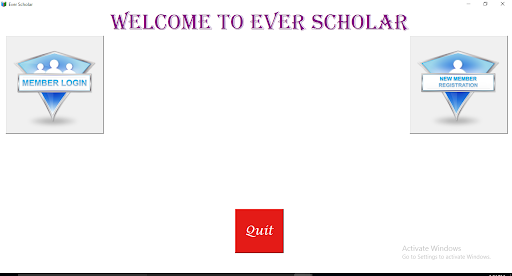 Ever Scholar
WELCOME TO EVER SCHOLAR
MEMBER LOGIN
NEW MEMBER
REGISTRATION
Quit
Activate Windows
Go to Settings to activate Windows.